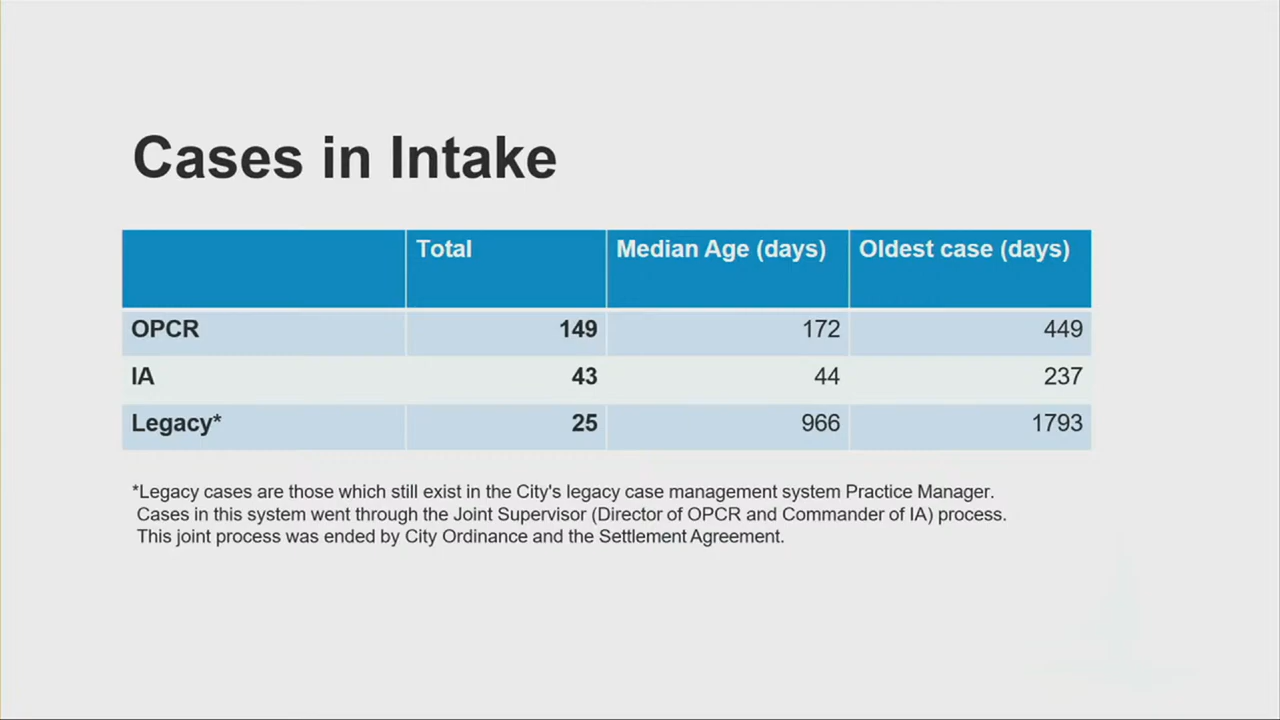 Cases in Intake
Total Median Age (days) Oldest case (days)
OPCR 149 172 449
IA 43 44 237
Legacy* 25 966 1793
*Legacy cases are those which still exist in the City's legacy case management system Practice Manager.
Cases in this system went through the Joint Supervisor (Director of OPCR and Commander of IA) process.
This joint process was ended by City Ordinance and the Settlement Agreement.